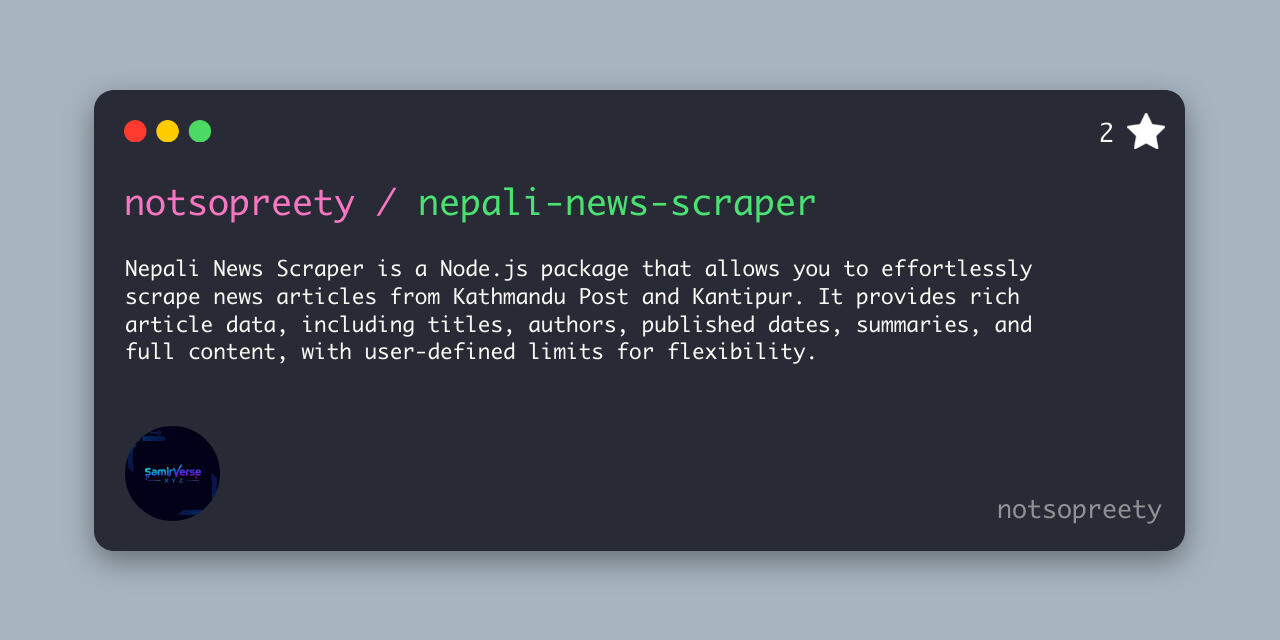 2
notsopreety / nepali-news-scraper
Nepali News Scraper is a Node.js package that allows you to effortlessly
scrape news articles from Kathmandu Post and Kantipur. It provides rich
article data, including titles, authors, published dates, summaries, and
full content, with user-defined limits for flexibility.
SamirVerse
XYZ
notsopreety